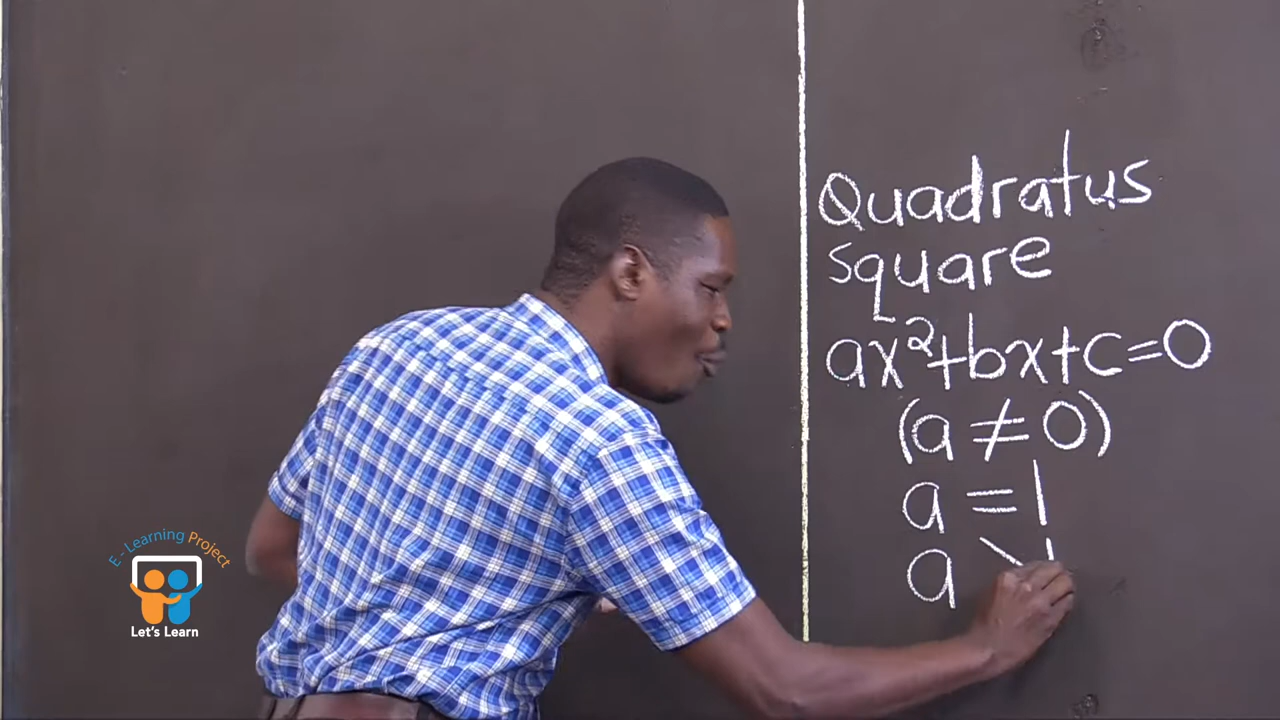 Quadratus
square
ax²+bx+c=0
(a ≠ 0)
a = 1
a >
E - Learning Project
Let's Learn